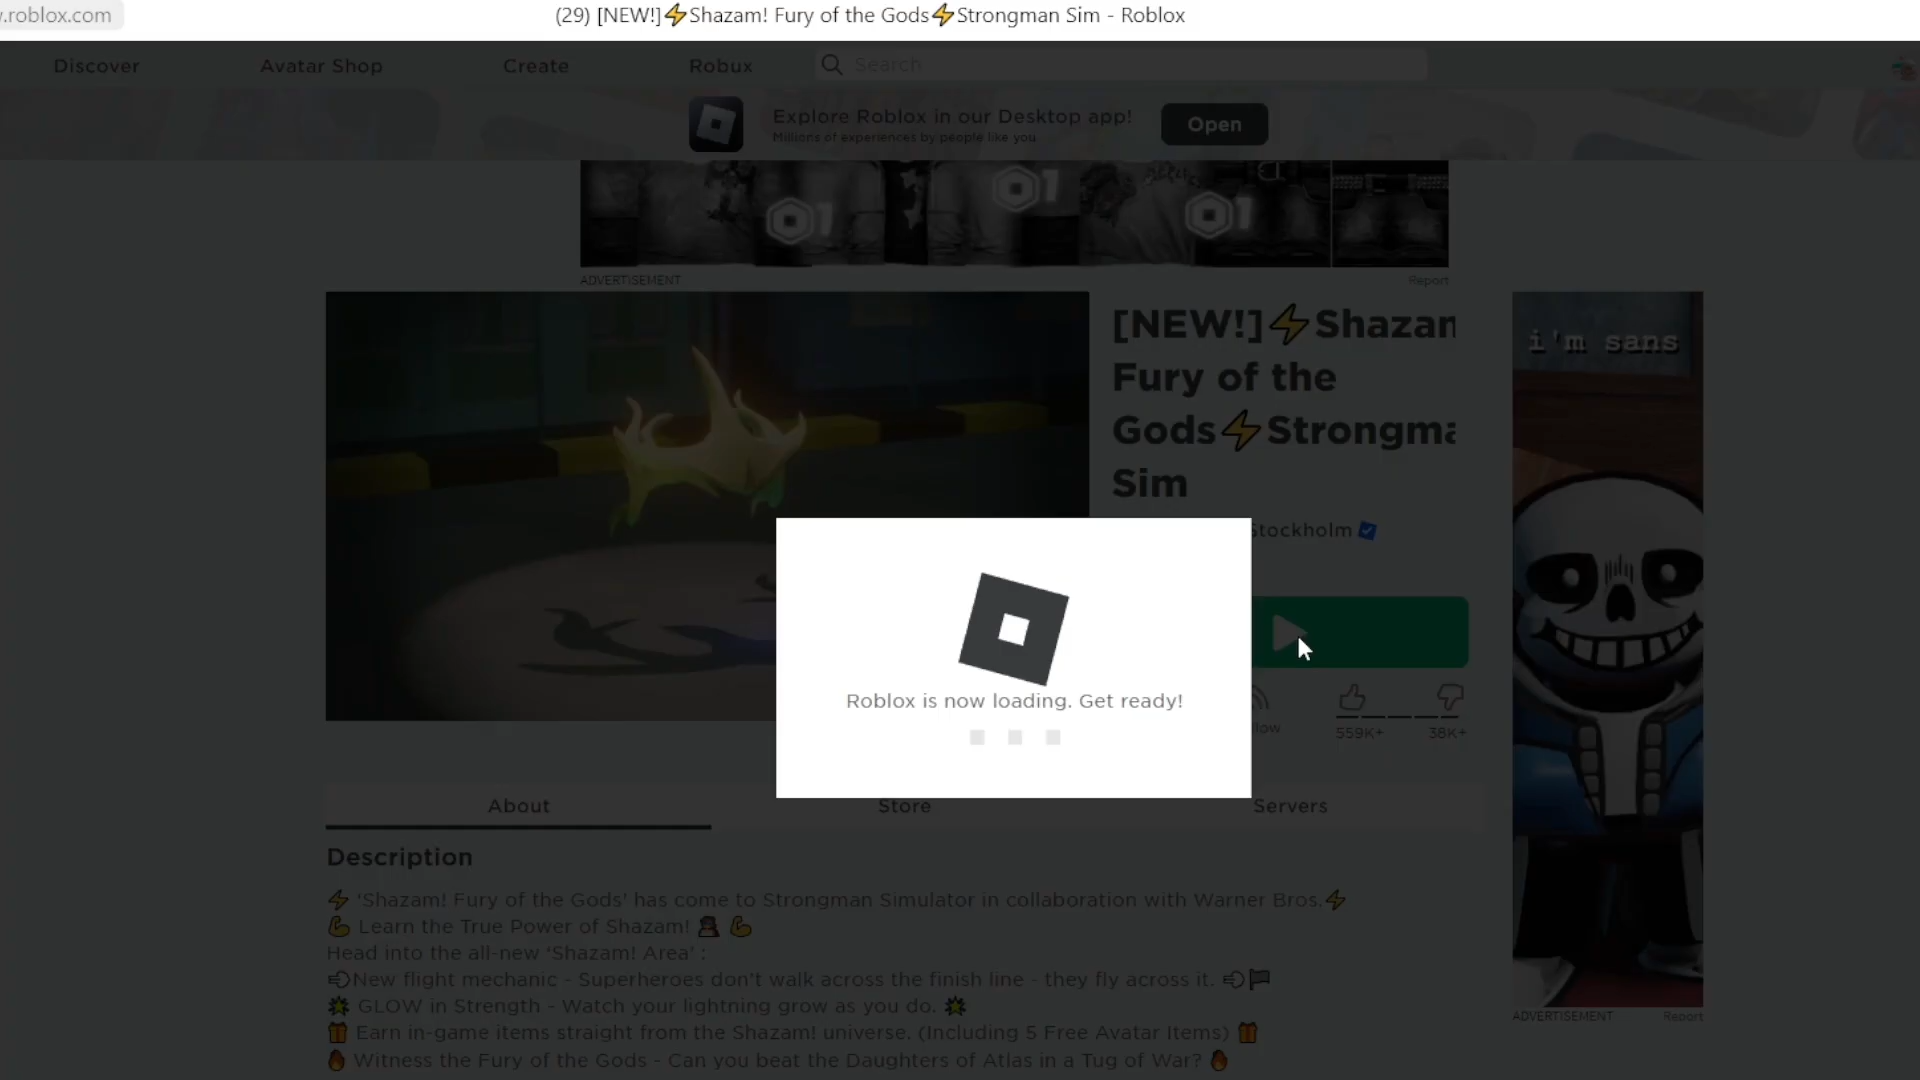 .roblox.com
(29) [NEW!]⚡Shazam! Fury of the Gods⚡Strongman Sim - Roblox
Discover
Avatar Shop
Create
Robux
Search
Explore Roblox in our Desktop app!
Millions of experiences by people like you
Open
1
1
1
ADVERTISEMENT
Report
[NEW!]⚡Shazam
Fury of the
Gods⚡Strongma
Sim
Stockholm
i'm sans
Roblox is now loading. Get ready!
559K+
38K+
About
Store
Servers
Description
⚡ 'Shazam! Fury of the Gods' has come to Strongman Simulator in collaboration with Warner Bros.⚡
💪 Learn the True Power of Shazam! 🦸 💪
Head into the all-new 'Shazam! Area' :
💨New flight mechanic - Superheroes don't walk across the finish line - they fly across it. 💨🏴
🌟 GLOW in Strength - Watch your lightning grow as you do. 🌟
🎁 Earn in-game items straight from the Shazam! universe. (Including 5 Free Avatar Items) 🎁
🔥 Witness the Fury of the Gods - Can you beat the Daughters of Atlas in a Tug of War? 🔥
ADVERTISEMENT
Report